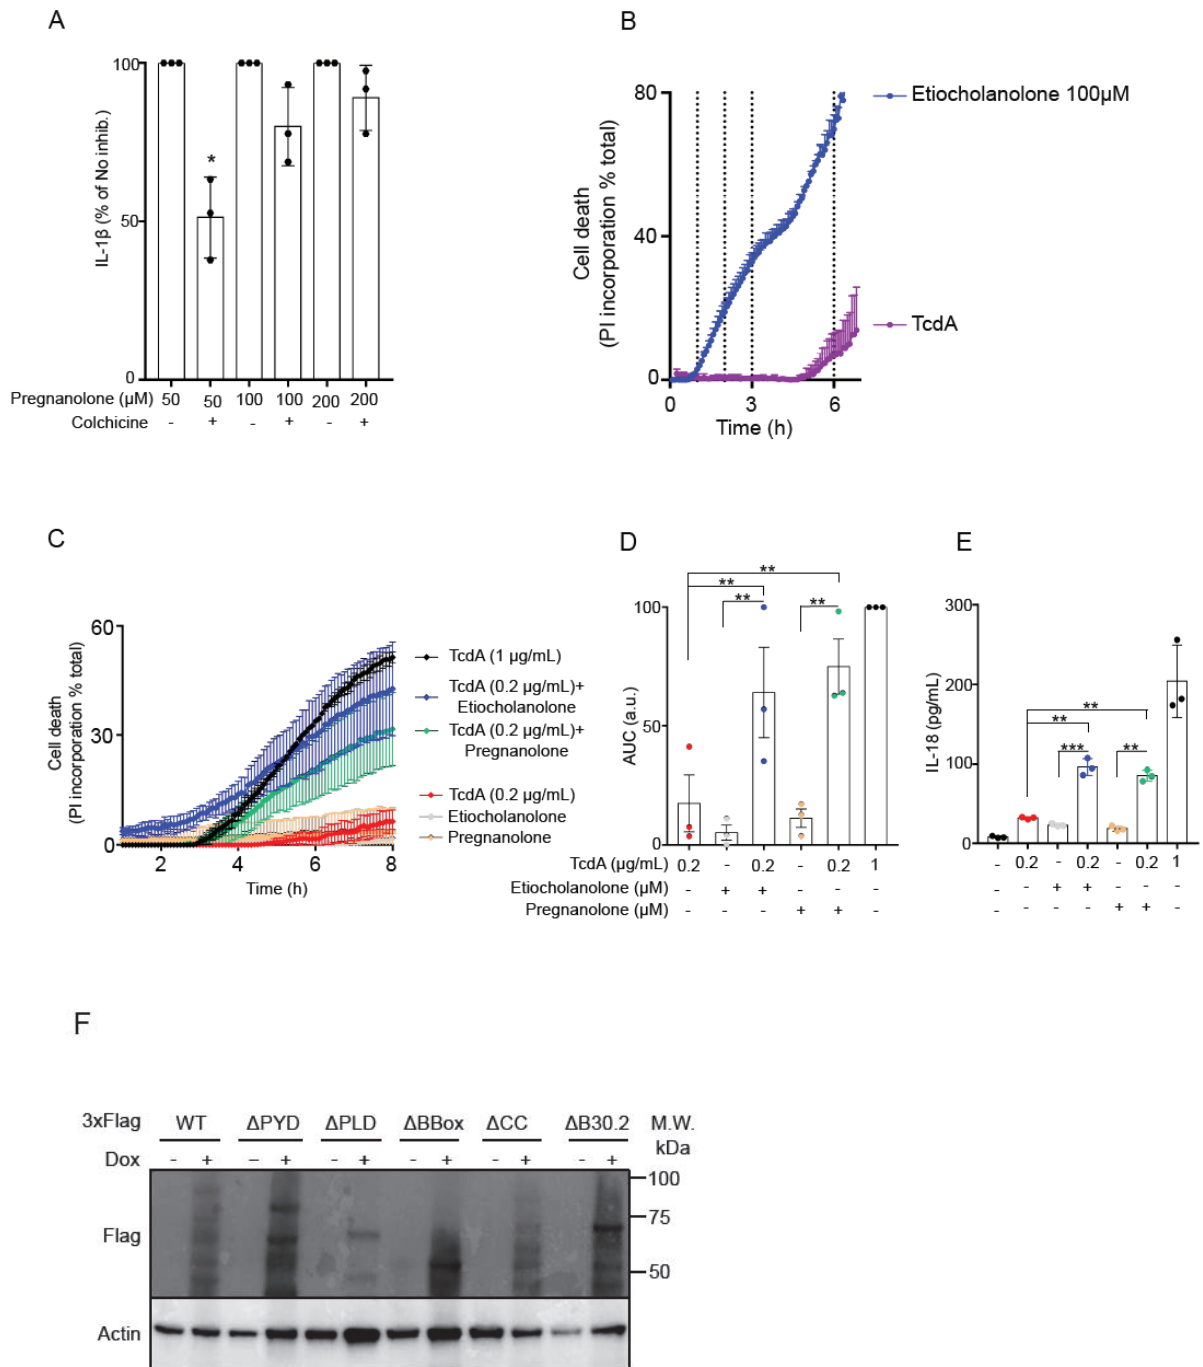 A
IL-1β (% of No inhib.)
100
50
0
*
Pregnanolone (µM) 50 50 100 100 200 200
Colchicine - + - + - +
B
Cell death
(PI incorporation % total)
80
40
0
0 3 6
Time (h)
Etiocholanolone 100µM
TcdA
C
Cell death
(PI incorporation % total)
60
30
0
2 4 6 8
Time (h)
TcdA (1 µg/mL)
TcdA (0.2 µg/mL)+
Etiocholanolone
TcdA (0.2 µg/mL)+
Pregnanolone
TcdA (0.2 µg/mL)
Etiocholanolone
Pregnanolone
D
AUC (a.u.)
100
50
0
**
**
** **
TcdA (µg/mL) 0.2 - 0.2 - 0.2 1
Etiocholanolone (µM) - + + - - -
Pregnanolone (µM) - - - + + -
E
IL-18 (pg/mL)
300
200
100
0
**
**
*** **
- 0.2 - 0.2 - 0.2 1
- - + + - - -
- - - - + + -
F
3xFlag WT ΔPYD ΔPLD ΔBBox ΔCC ΔB30.2 M.W.
kDa
Dox - + - + - + - + - + - +
100
75
50
Flag
Actin